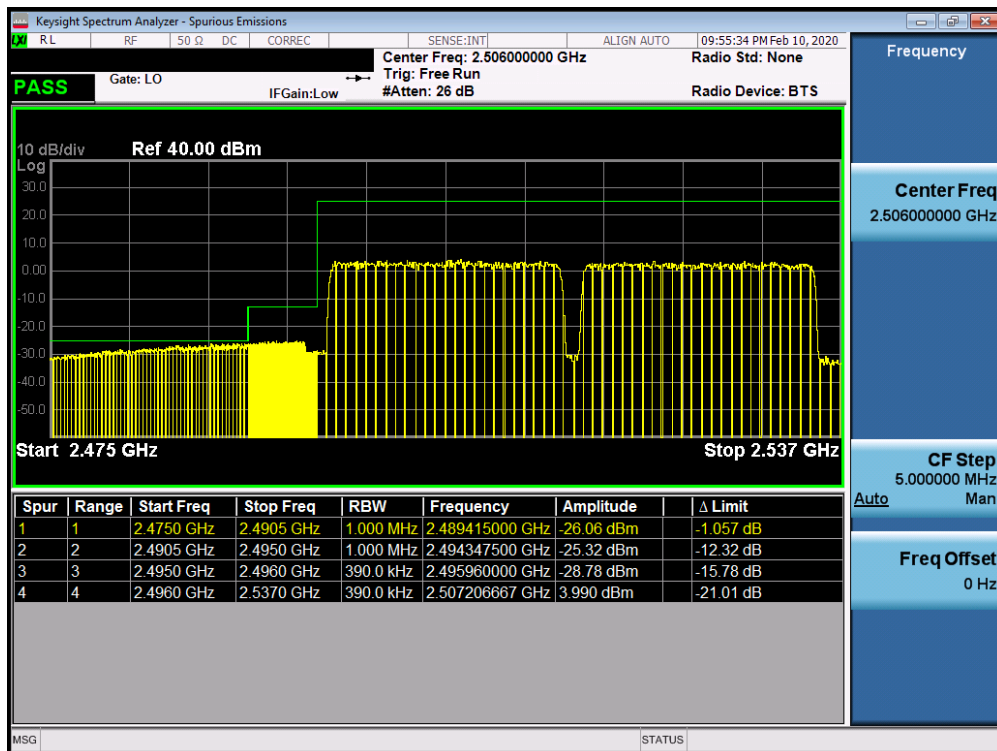 Keysight Spectrum Analyzer - Spurious Emissions
LXI RL RF 50 Ω DC CORREC SENSE:INT ALIGN AUTO 09:55:34 PM Feb 10, 2020
Center Freq: 2.506000000 GHz Radio Std: None
Gate: LO Trig: Free Run
PASS IFGain:Low #Atten: 26 dB Radio Device: BTS
10 dB/div Ref 40.00 dBm
Log
30.0
20.0
10.0
0.00
-10.0
-20.0
-30.0
-40.0
-50.0
Start 2.475 GHz Stop 2.537 GHz
Spur Range Start Freq Stop Freq RBW Frequency Amplitude Δ Limit
1 1 2.4750 GHz 2.4905 GHz 1.000 MHz 2.489415000 GHz -26.06 dBm -1.057 dB
2 2 2.4905 GHz 2.4950 GHz 1.000 MHz 2.494347500 GHz -25.32 dBm -12.32 dB
3 3 2.4950 GHz 2.4960 GHz 390.0 kHz 2.495960000 GHz -28.78 dBm -15.78 dB
4 4 2.4960 GHz 2.5370 GHz 390.0 kHz 2.507206667 GHz 3.990 dBm -21.01 dB
MSG STATUS
Frequency
Center Freq
2.506000000 GHz
CF Step
5.000000 MHz
Auto Man
Freq Offset
0 Hz